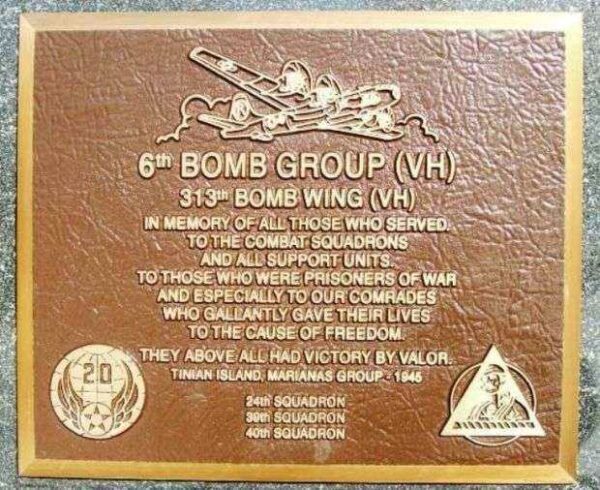 6th BOMB GROUP (VH)
313th BOMB WING (VH)
IN MEMORY OF ALL THOSE WHO SERVED.
TO THE COMBAT SQUADRONS
AND ALL SUPPORT UNITS.
TO THOSE WHO WERE PRISONERS OF WAR
AND ESPECIALLY TO OUR COMRADES
WHO GALLANTLY GAVE THEIR LIVES
TO THE CAUSE OF FREEDOM.
THEY ABOVE ALL HAD VICTORY BY VALOR.
TINIAN ISLAND, MARIANAS GROUP - 1945
24th SQUADRON
39th SQUADRON
40th SQUADRON
20